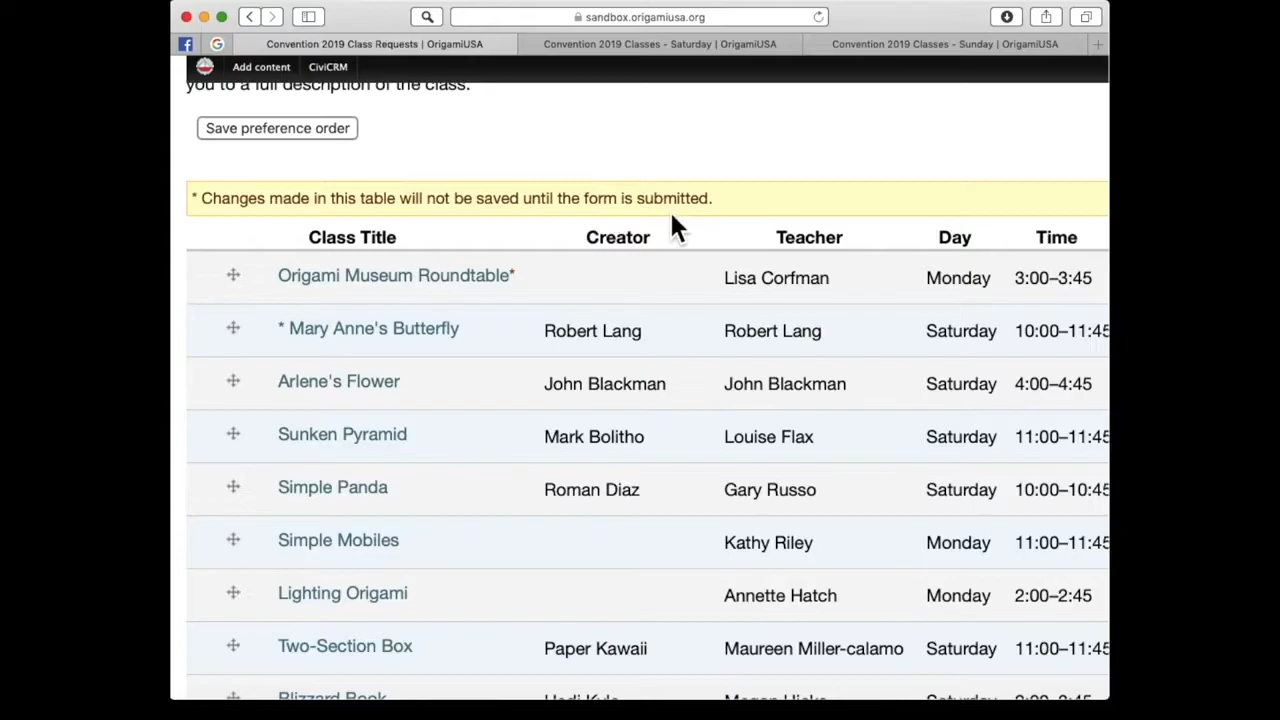 sandbox.origamiusa.org
Convention 2019 Class Requests | OrigamiUSA Convention 2019 Classes - Saturday | OrigamiUSA Convention 2019 Classes - Sunday | OrigamiUSA
Add content CiviCRM
you to a full description of the class.
Save preference order
* Changes made in this table will not be saved until the form is submitted.
Class Title Creator Teacher Day Time
Origami Museum Roundtable* Lisa Corfman Monday 3:00–3:45
* Mary Anne's Butterfly Robert Lang Robert Lang Saturday 10:00–11:45
Arlene's Flower John Blackman John Blackman Saturday 4:00–4:45
Sunken Pyramid Mark Bolitho Louise Flax Saturday 11:00–11:45
Simple Panda Roman Diaz Gary Russo Saturday 10:00–10:45
Simple Mobiles Kathy Riley Monday 11:00–11:45
Lighting Origami Annette Hatch Monday 2:00–2:45
Two-Section Box Paper Kawaii Maureen Miller-calamo Saturday 11:00–11:45
Blizzard Book Hedi Kyle Megan Hicks Saturday